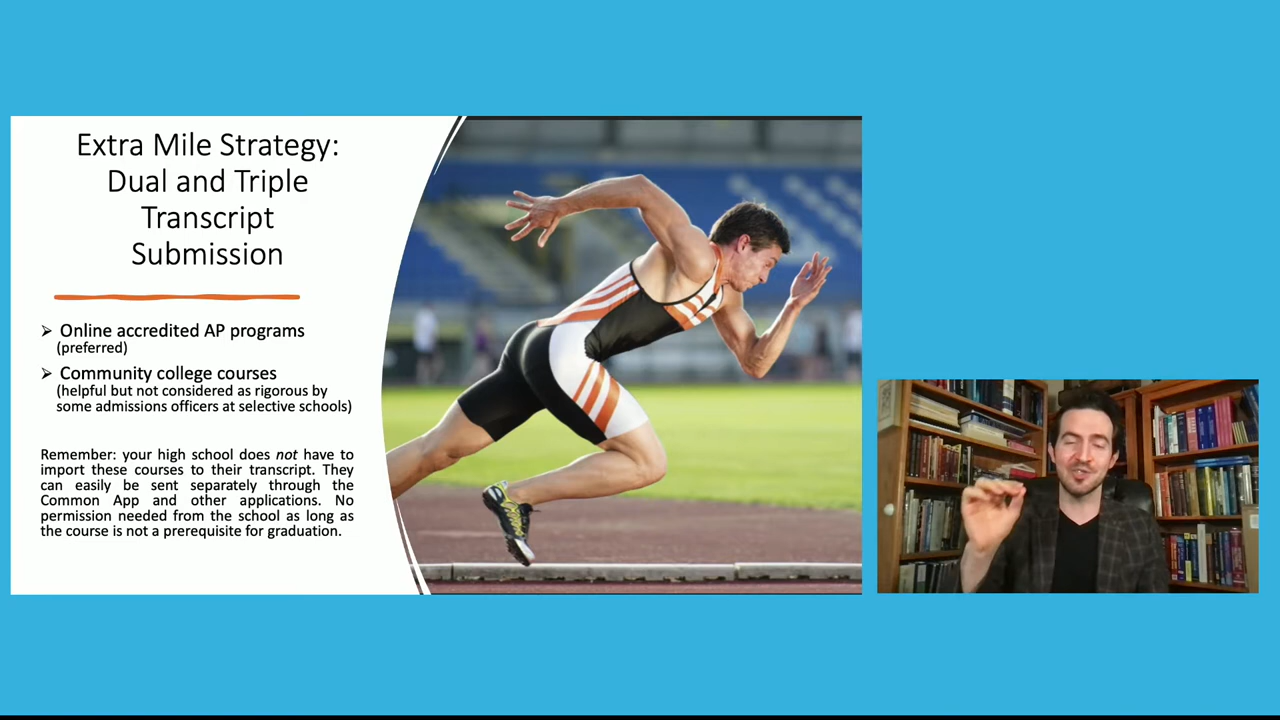 Extra Mile Strategy:
Dual and Triple
Transcript
Submission
➢ Online accredited AP programs
(preferred)
➢ Community college courses
(helpful but not considered as rigorous by
some admissions officers at selective schools)
Remember: your high school does not have to
import these courses to their transcript. They
can easily be sent separately through the
Common App and other applications. No
permission needed from the school as long as
the course is not a prerequisite for graduation.